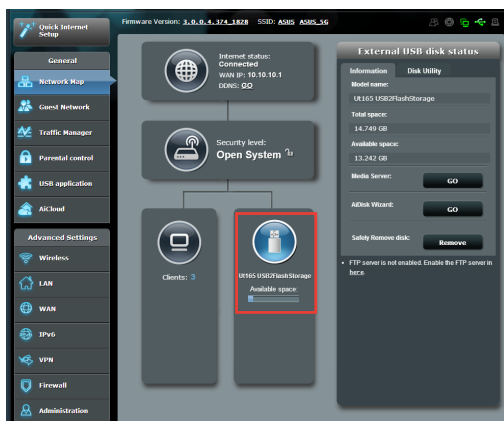 Quick Internet
Setup
Firmware Version: 3.0.0.4.374_1828 SSID: ASUS ASUS_5G
General
Network Map
Guest Network
Traffic Manager
Parental control
USB application
AiCloud
Advanced Settings
Wireless
LAN
WAN
IPv6
VPN
Firewall
Administration
Internet status:
Connected
WAN IP: 10.10.10.1
DDNS: GO
Security level:
Open System
Clients: 3
Ut165 USB2FlashStorage
Available space:
External USB disk status
Information Disk Utility
Model name:
Ut165 USB2FlashStorage
Total space:
14.749 GB
Available space:
13.242 GB
Media Server: GO
AiDisk Wizard: GO
Safely Remove disk: Remove
• FTP server is not enabled. Enable the FTP server in
here.